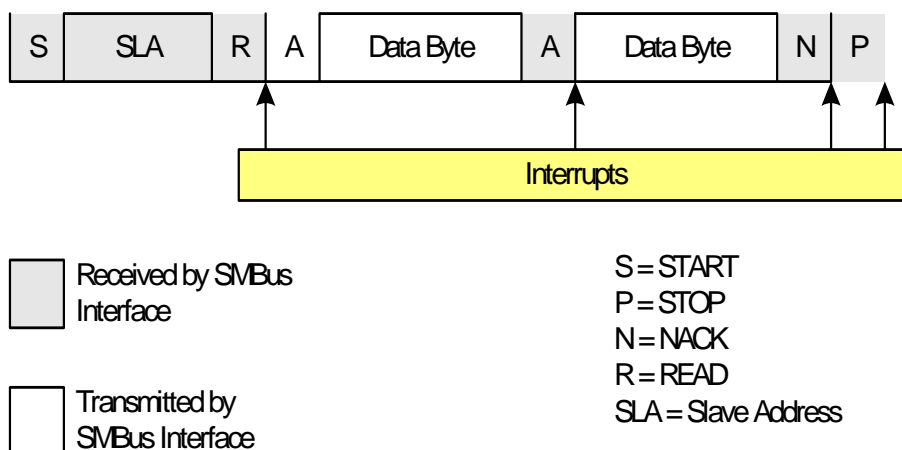 S SLA R A Data Byte A Data Byte N P
Interrupts
Received by SMBus
Interface
Transmitted by
SMBus Interface
S = START
P = STOP
N = NACK
R = READ
SLA = Slave Address